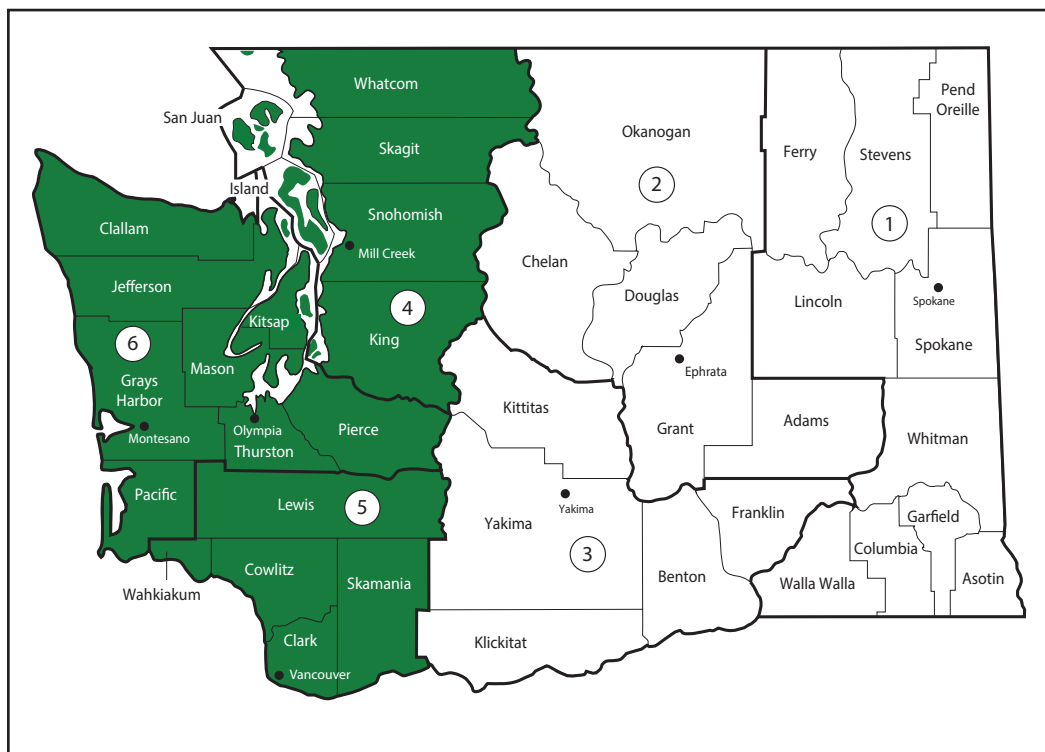 Whatcom
Pend
Oreille
San Juan
Okanogan
Skagit
Ferry
Stevens
Island
2
Snohomish
1
Clallam
Mill Creek
Chelan
Jefferson
Douglas
Lincoln
Spokane
Kitsap
4
King
6
Spokane
Mason
Grays
Harbor
Ephrata
Kittitas
Adams
Montesano
Olympia
Thurston
Pierce
Grant
Whitman
Pacific
Lewis
5
Yakima
Yakima
Franklin
Garfield
3
Columbia
Cowlitz
Skamania
Benton
Walla Walla
Asotin
Wahkiakum
Clark
Klickitat
Vancouver